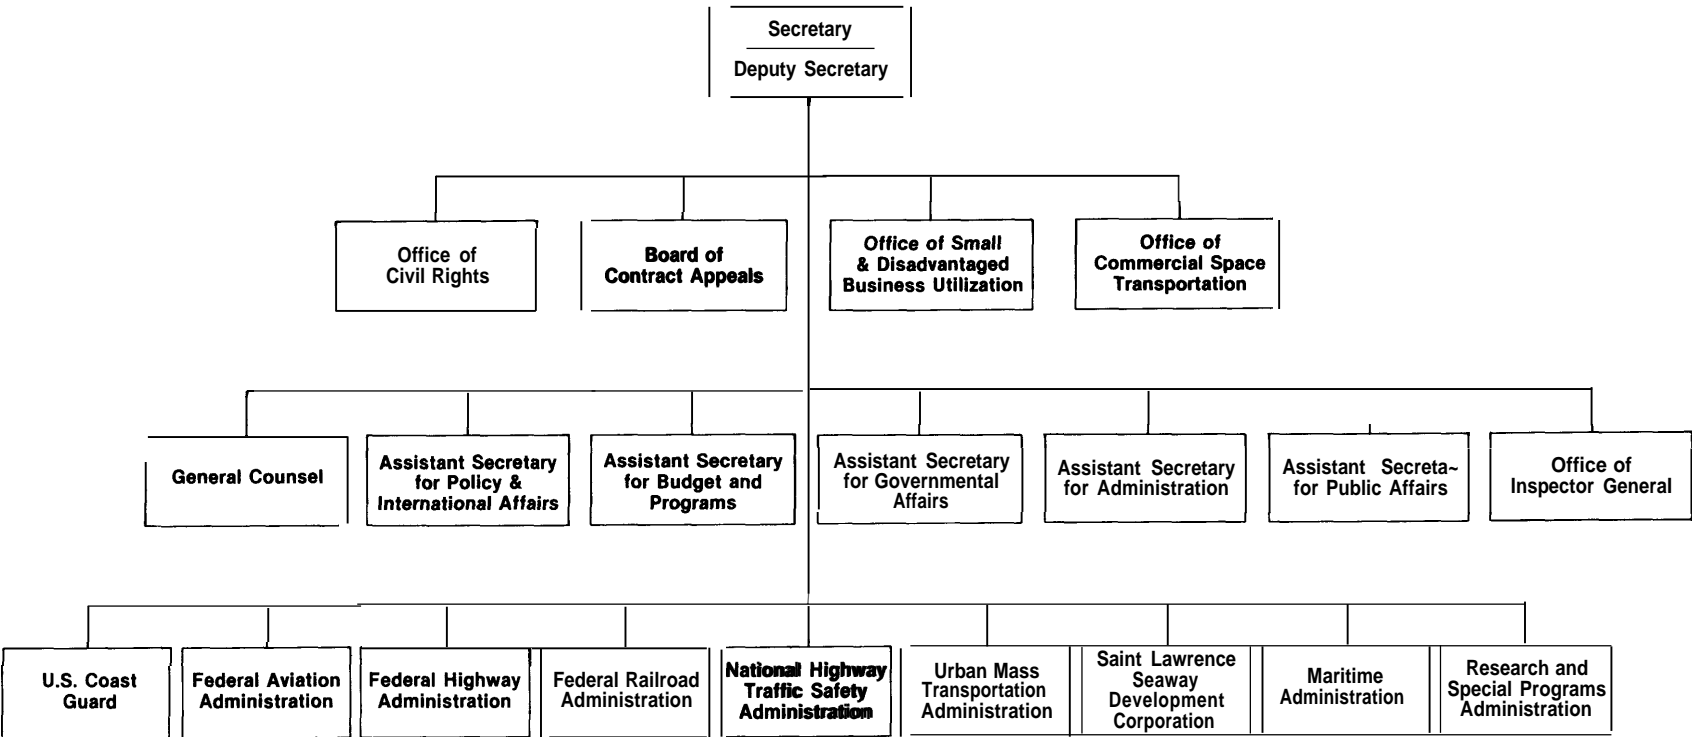 Secretary
Deputy Secretary
Office of
Civil Rights
Board of
Contract Appeals
Office of Small
& Disadvantaged
Business Utilization
Office of
Commercial Space
Transportation
General Counsel
Assistant Secretary
for Policy &
International Affairs
Assistant Secretary
for Budget and
Programs
Assistant Secretary
for Governmental
Affairs
Assistant Secretary
for Administration
Assistant Secreta~
for Public Affairs
Office of
Inspector General
U.S. Coast
Guard
Federal Aviation
Administration
Federal Highway
Administration
Federal Railroad
Administration
National Highway
Traffic Safety
Administration
Urban Mass
Transportation
Administration
Saint Lawrence
Seaway
Development
Corporation
Maritime
Administration
Research and
Special Programs
Administration